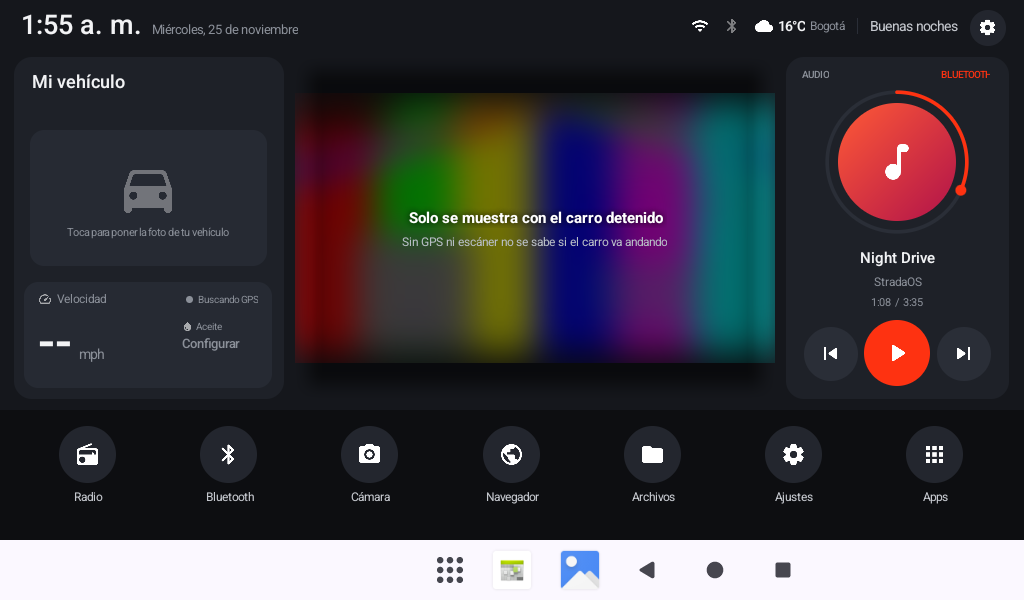 1:55 a. m.
Miércoles, 25 de noviembre
16°C Bogotá
Buenas noches
Mi vehículo
Toca para poner la foto de tu vehículo
Velocidad
Buscando GPS
Aceite
Configurar
-- mph
Solo se muestra con el carro detenido
Sin GPS ni escáner no se sabe si el carro va andando
AUDIO
BLUETOOTH
Night Drive
StradaOS
1:08 / 3:35
Radio
Bluetooth
Cámara
Navegador
Archivos
Ajustes
Apps